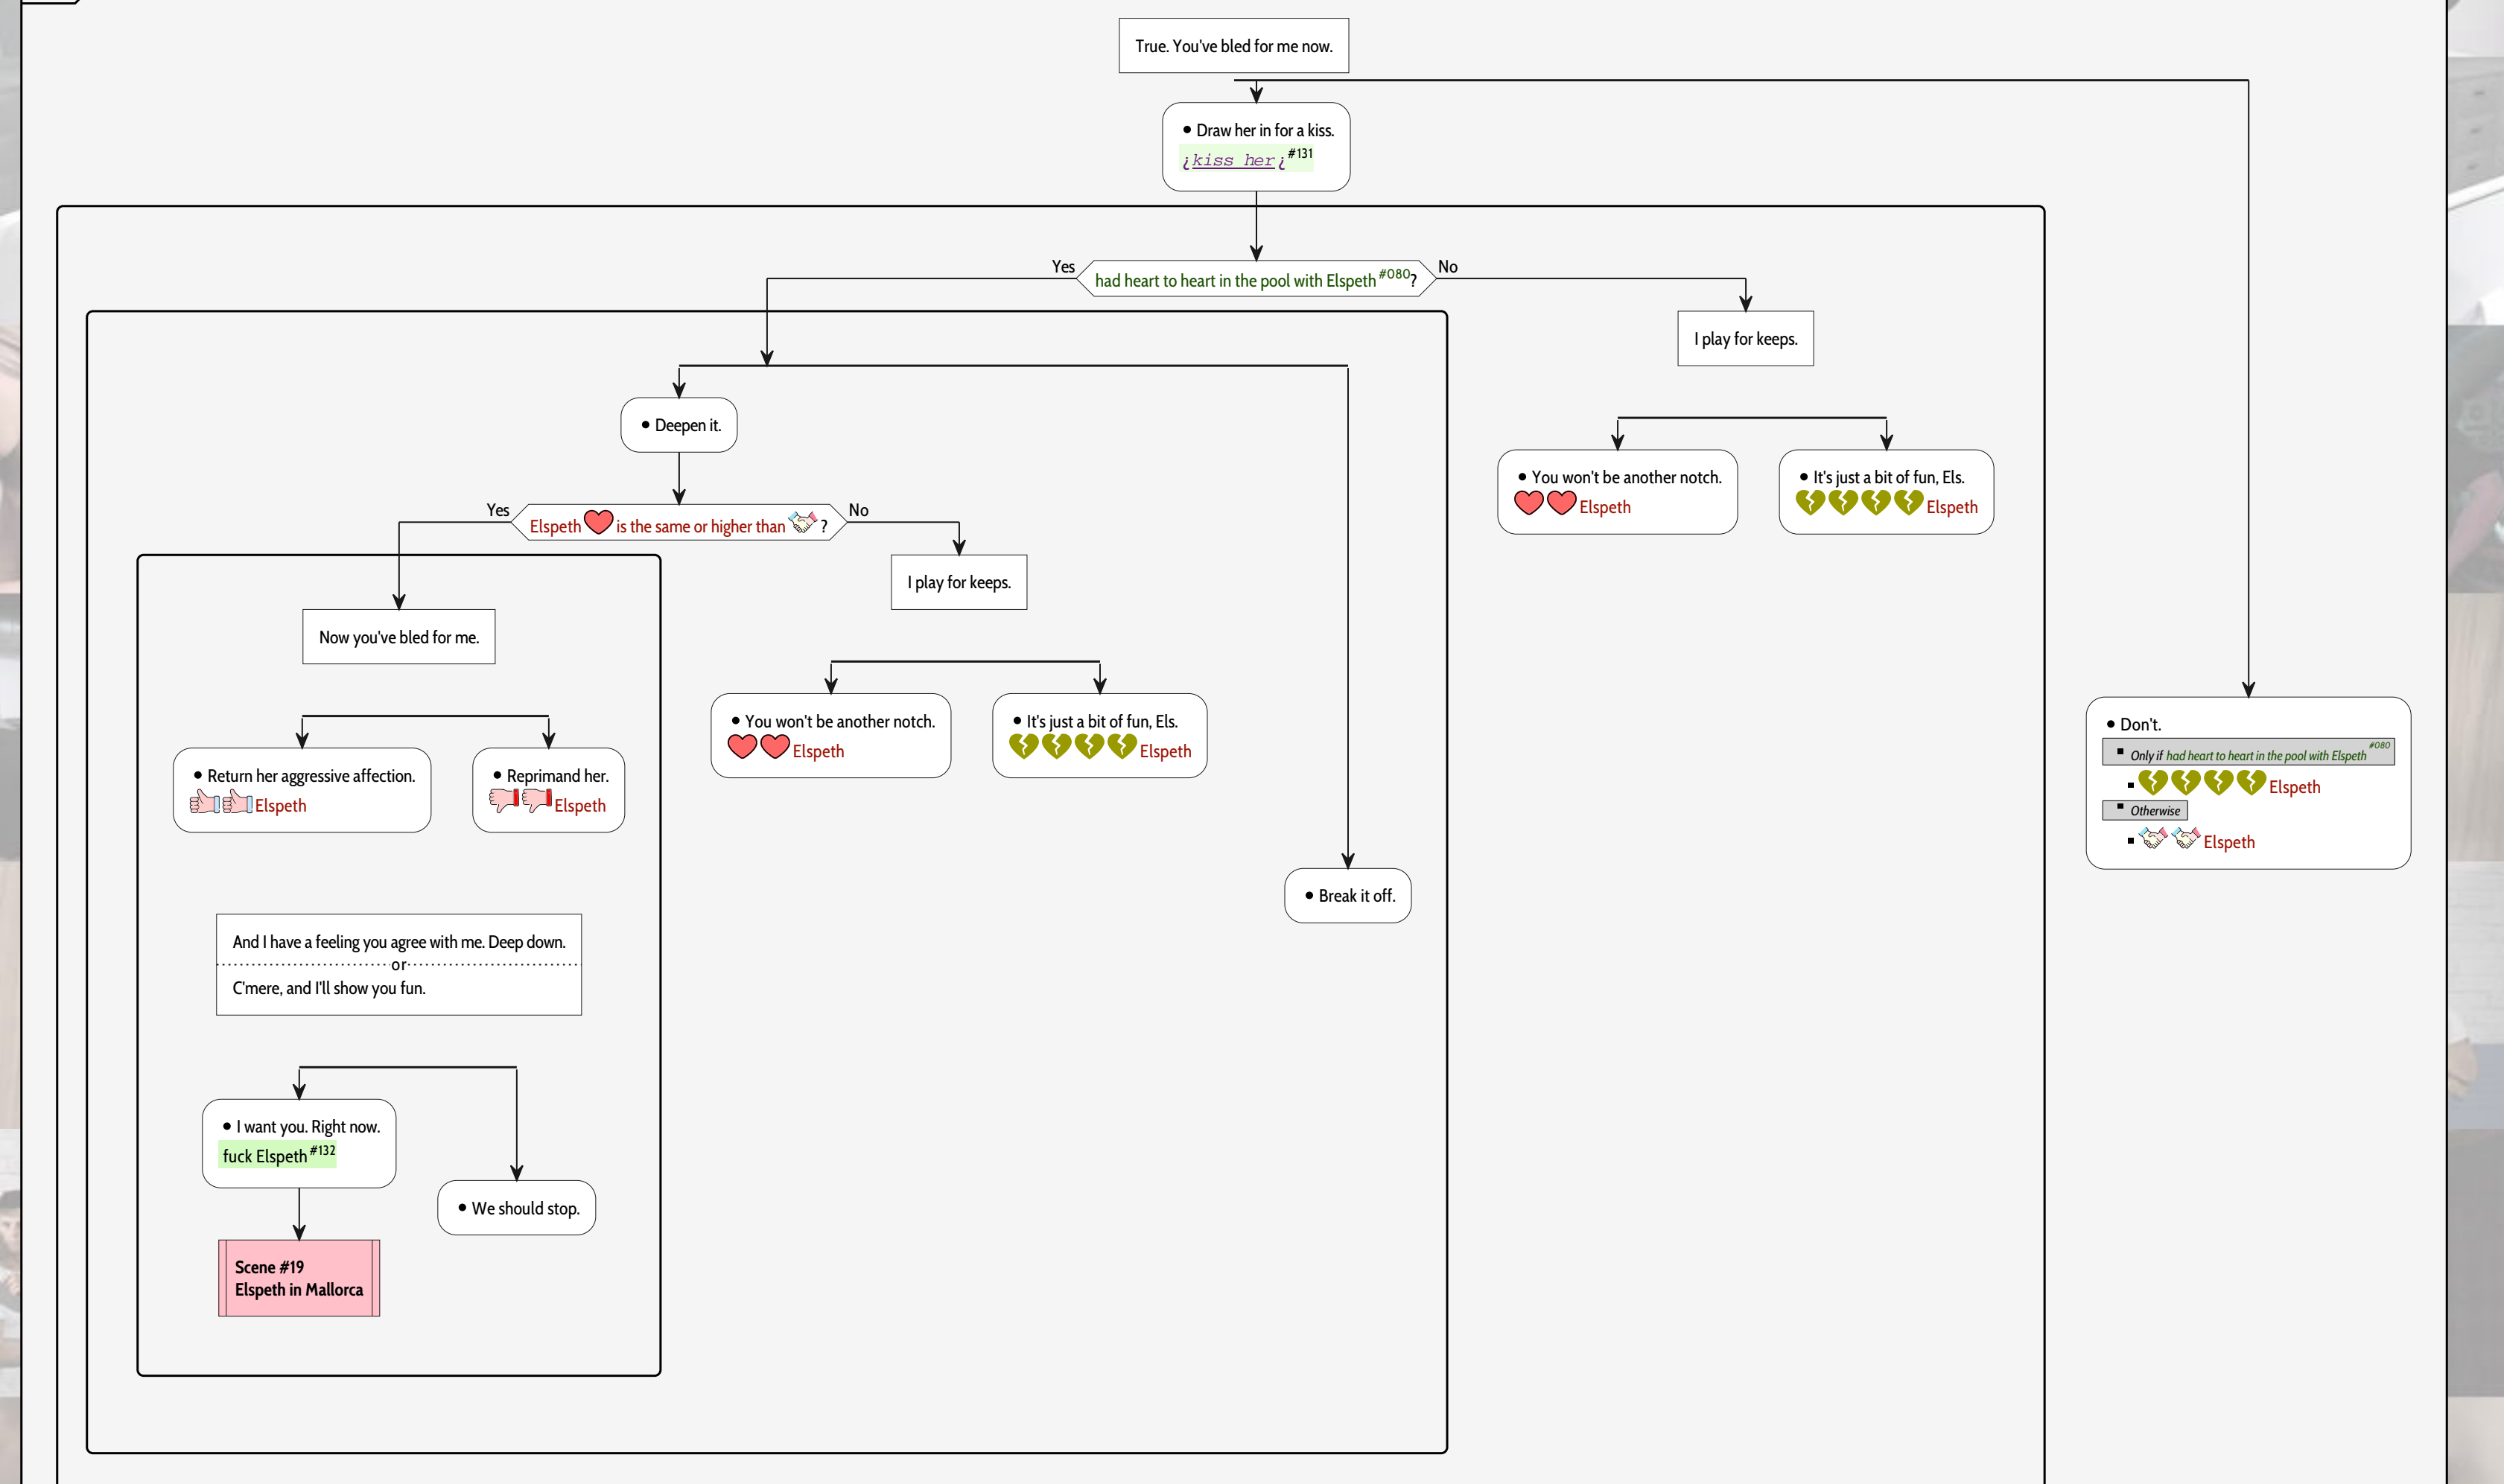 True. You've bled for me now.
• Draw her in for a kiss.
¿kiss her¿#131
Yes
had heart to heart in the pool with Elspeth#080?
No
I play for keeps.
• Deepen it.
• You won't be another notch.
Elspeth
• It's just a bit of fun, Els.
Elspeth
Yes
Elspeth is the same or higher than ?
No
I play for keeps.
Now you've bled for me.
• You won't be another notch.
Elspeth
• It's just a bit of fun, Els.
Elspeth
• Don't.
▪ Only if had heart to heart in the pool with Elspeth#080
▪ Elspeth
▪ Otherwise
▪ Elspeth
• Return her aggressive affection.
Elspeth
• Reprimand her.
Elspeth
• Break it off.
And I have a feeling you agree with me. Deep down.
or
C'mere, and I'll show you fun.
• I want you. Right now.
fuck Elspeth#132
• We should stop.
Scene #19
Elspeth in Mallorca